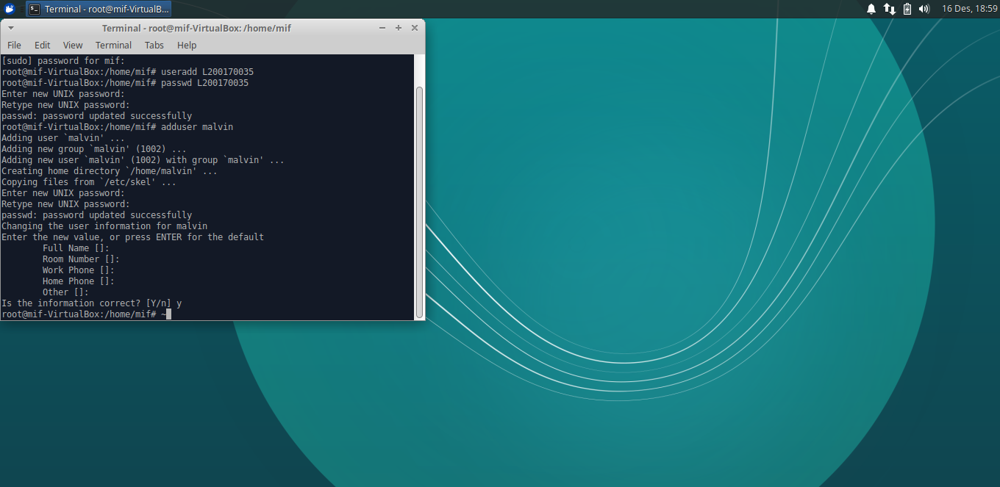 Terminal - root@mif-VirtualB...
16 Des, 18:59
Terminal - root@mif-VirtualBox: /home/mif
File Edit View Terminal Tabs Help
[sudo] password for mif:
root@mif-VirtualBox:/home/mif# useradd L200170035
root@mif-VirtualBox:/home/mif# passwd L200170035
Enter new UNIX password:
Retype new UNIX password:
passwd: password updated successfully
root@mif-VirtualBox:/home/mif# adduser malvin
Adding user `malvin' ...
Adding new group `malvin' (1002) ...
Adding new user `malvin' (1002) with group `malvin' ...
Creating home directory `/home/malvin' ...
Copying files from `/etc/skel' ...
Enter new UNIX password:
Retype new UNIX password:
passwd: password updated successfully
Changing the user information for malvin
Enter the new value, or press ENTER for the default
Full Name []:
Room Number []:
Work Phone []:
Home Phone []:
Other []:
Is the information correct? [Y/n] y
root@mif-VirtualBox:/home/mif# ~